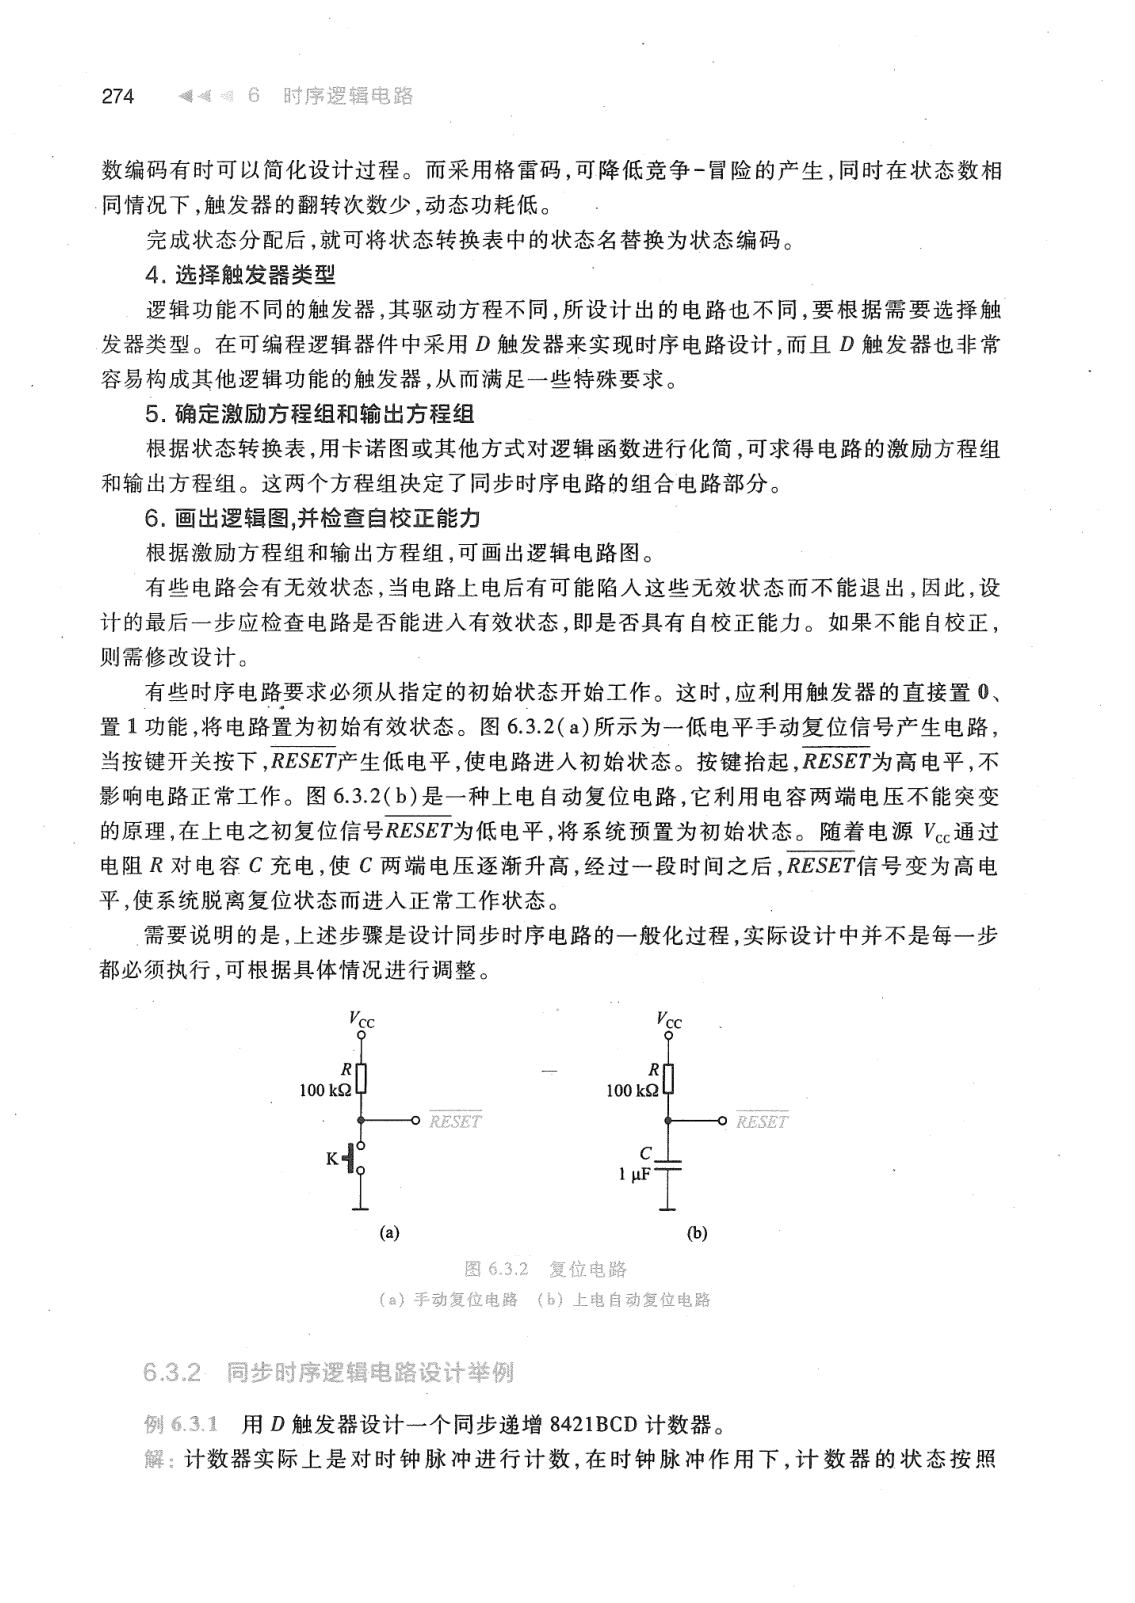 274 6 时序逻辑电路
数编码有时可以简化设计过程。而采用格雷码,可降低竞争-冒险的产生,同时在状态数相
同情况下,触发器的翻转次数少,动态功耗低。
完成状态分配后,就可将状态转换表中的状态名替换为状态编码。
4. 选择触发器类型
逻辑功能不同的触发器,其驱动方程不同,所设计出的电路也不同,要根据需要选择触
发器类型。在可编程逻辑器件中采用 D 触发器来实现时序电路设计,而且 D 触发器也非常
容易构成其他逻辑功能的触发器,从而满足一些特殊要求。
5. 确定激励方程组和输出方程组
根据状态转换表,用卡诺图或其他方式对逻辑函数进行化简,可求得电路的激励方程组
和输出方程组。这两个方程组决定了同步时序电路的组合电路部分。
6. 画出逻辑图,并检查自校正能力
根据激励方程组和输出方程组,可画出逻辑电路图。
有些电路会有无效状态,当电路上电后有可能陷入这些无效状态而不能退出,因此,设
计的最后一步应检查电路是否能进入有效状态,即是否具有自校正能力。如果不能自校正,
则需修改设计。
有些时序电路要求必须从指定的初始状态开始工作。这时,应利用触发器的直接置 0、
置 1 功能,将电路置为初始有效状态。图 6.3.2(a)所示为一低电平手动复位信号产生电路,
当按键开关按下,R̅E̅S̅E̅T̅产生低电平,使电路进入初始状态。按键抬起,R̅E̅S̅E̅T̅为高电平,不
影响电路正常工作。图 6.3.2(b)是一种上电自动复位电路,它利用电容两端电压不能突变
的原理,在上电之初复位信号R̅E̅S̅E̅T̅为低电平,将系统预置为初始状态。随着电源 V_CC通过
电阻 R 对电容 C 充电,使 C 两端电压逐渐升高,经过一段时间之后,R̅E̅S̅E̅T̅信号变为高电
平,使系统脱离复位状态而进入正常工作状态。
需要说明的是,上述步骤是设计同步时序电路的一般化过程,实际设计中并不是每一步
都必须执行,可根据具体情况进行调整。
V_CC
R
100 kΩ
R̅E̅S̅E̅T̅
K
(a)
V_CC
R
100 kΩ
R̅E̅S̅E̅T̅
C
1 μF
(b)
图 6.3.2 复位电路
(a) 手动复位电路 (b) 上电自动复位电路
6.3.2 同步时序逻辑电路设计举例
例 6.3.1 用 D 触发器设计一个同步递增 8421BCD 计数器。
解:计数器实际上是对时钟脉冲进行计数,在时钟脉冲作用下,计数器的状态按照